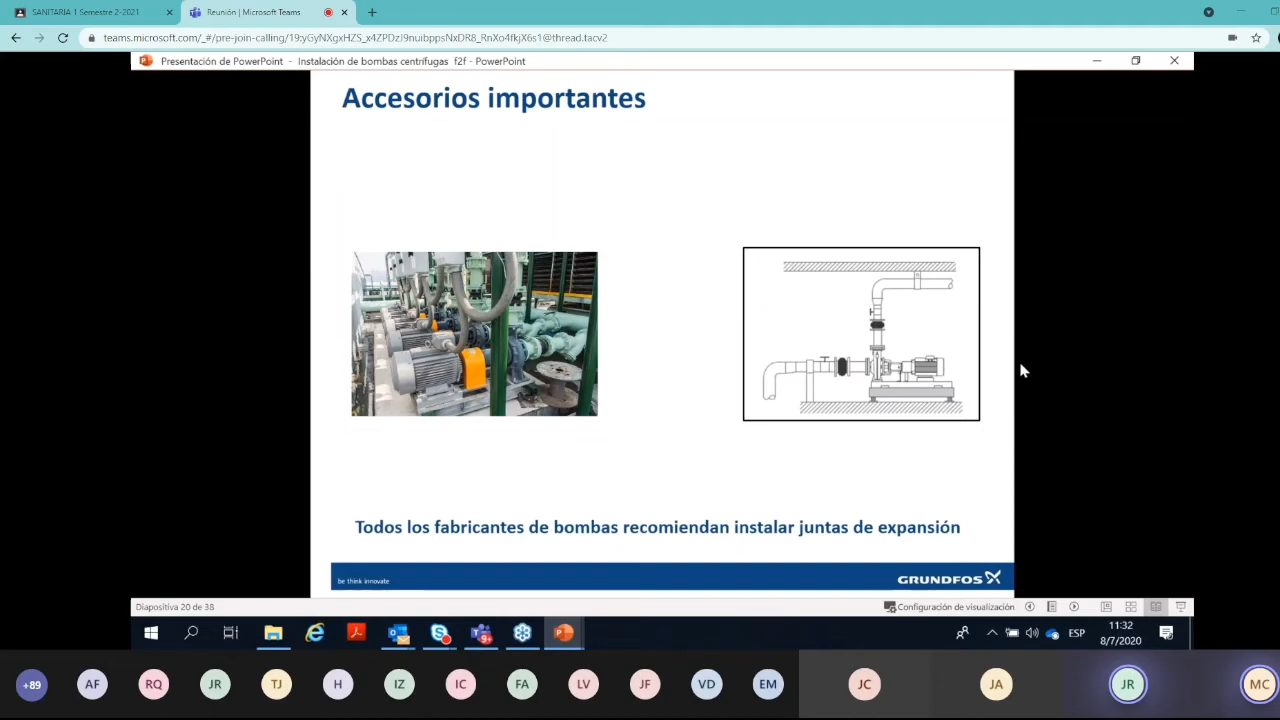 SANITARIA 1 Semestre 2-2021
Reunión | Microsoft Teams
teams.microsoft.com/_#/pre-join-calling/19:yGyNXgxHZS_x4ZPDzJ9nuibppsNxDR8_RnXo4fkjX6s1@thread.tacv2
Presentación de PowerPoint - Instalación de bombas centrífugas f2f - PowerPoint
Accesorios importantes
Todos los fabricantes de bombas recomiendan instalar juntas de expansión
be think innovate
GRUNDFOS
Diapositiva 20 de 38
Configuración de visualización
9+
ESP
11:32
8/7/2020
+89 AF RQ JR TJ H IZ IC FA LV JF VD EM JC JA JR MC